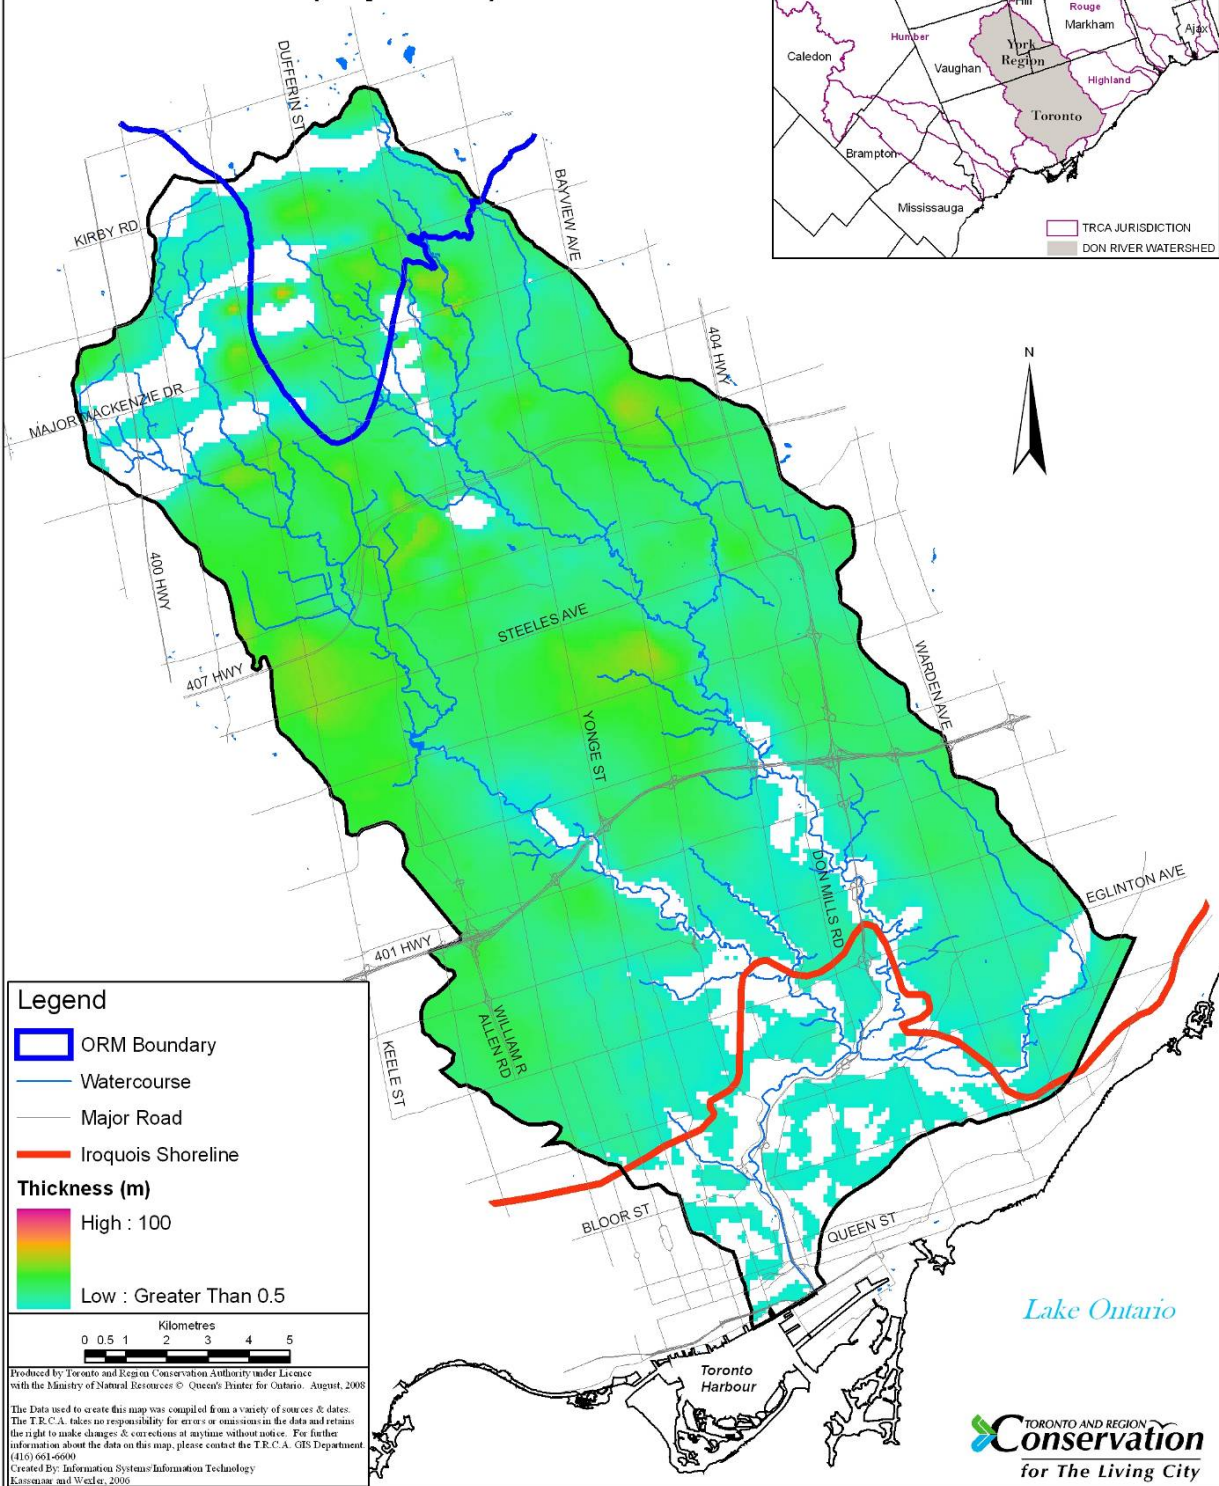 Hill
Rouge
Markham
Ajax
Humber
Caledon
York
Region
Vaughan
Highland
Toronto
Brampton
Mississauga
TRCA JURISDICTION
DON RIVER WATERSHED
DUFFERIN ST
BAYVIEW AVE
KIRBY RD
404 HWY
N
MAJOR MACKENZIE DR
400 HWY
STEELES AVE
WARDEN AVE
407 HWY
YONGE ST
DON MILLS RD
EGLINTON AVE
401 HWY
WILLIAM R
ALLEN RD
KEELE ST
BLOOR ST
QUEEN ST
Lake Ontario
Toronto
Harbour
Legend
ORM Boundary
Watercourse
Major Road
Iroquois Shoreline
Thickness (m)
High : 100
Low : Greater Than 0.5
Kilometres
0 0.5 1 2 3 4 5
Produced by Toronto and Region Conservation Authority under Licence
with the Ministry of Natural Resources © Queen's Printer for Ontario. August, 2008
The Data used to create this map was compiled from a variety of sources & dates.
The T.R.C.A. takes no responsibility for errors or omissions in the data and retains
the right to make changes & corrections at anytime without notice. For further
information about the data on this map, please contact the T.R.C.A. GIS Department.
(416) 661-6600
Created By: Information Systems/Information Technology
Kassenaar and Wexler, 2006
TORONTO AND REGION
Conservation
for The Living City